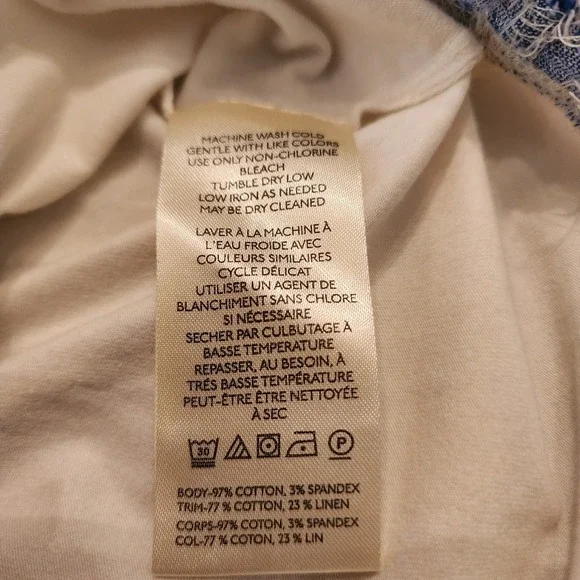 MACHINE WASH COLD
GENTLE WITH LIKE COLORS
USE ONLY NON-CHLORINE
BLEACH
TUMBLE DRY LOW
LOW IRON AS NEEDED
MAY BE DRY CLEANED
LAVER À LA MACHINE À
L'EAU FROIDE AVEC
COULEURS SIMILAIRES
CYCLE DÉLICAT
UTILISER UN AGENT DE
BLANCHIMENT SANS CHLORE
SI NÉCESSAIRE
SECHER PAR CULBUTAGE À
BASSE TEMPERATURE
REPASSER, AU BESOIN, À
TRÉS BASSE TEMPÉRATURE
PEUT-ÊTRE ÊTRE NETTOYÉE
À SEC
30 P
BODY-97% COTTON, 3% SPANDEX
TRIM-77 % COTTON, 23 % LINEN
CORPS-97% COTON, 3% SPANDEX
COL-77 % COTON, 23 % LIN